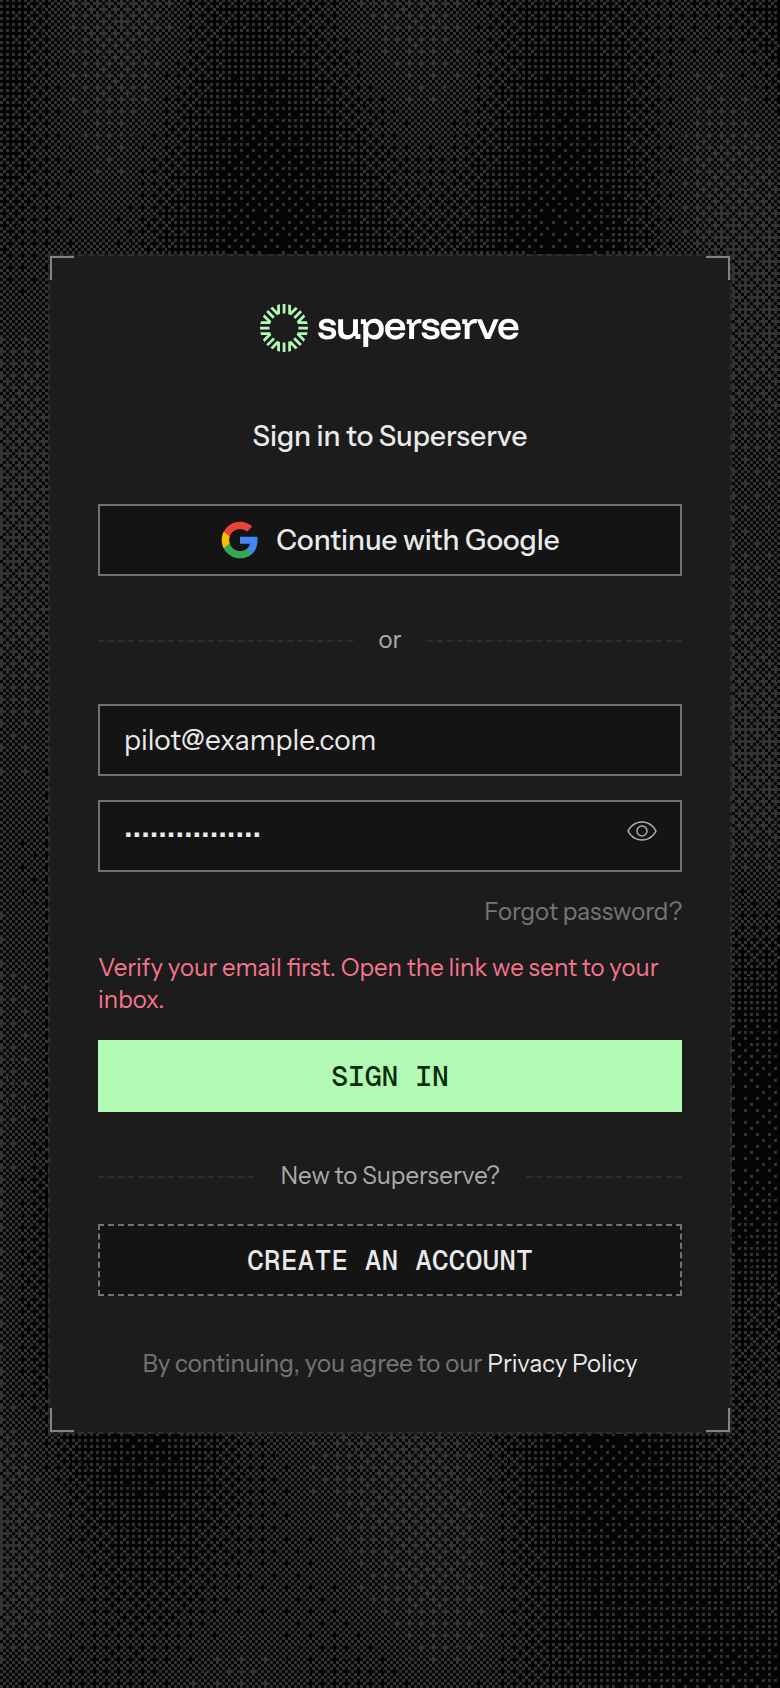 superserve
Sign in to Superserve
Continue with Google
or
pilot@example.com
Forgot password?
Verify your email first. Open the link we sent to your
inbox.
SIGN IN
New to Superserve?
CREATE AN ACCOUNT
By continuing, you agree to our Privacy Policy